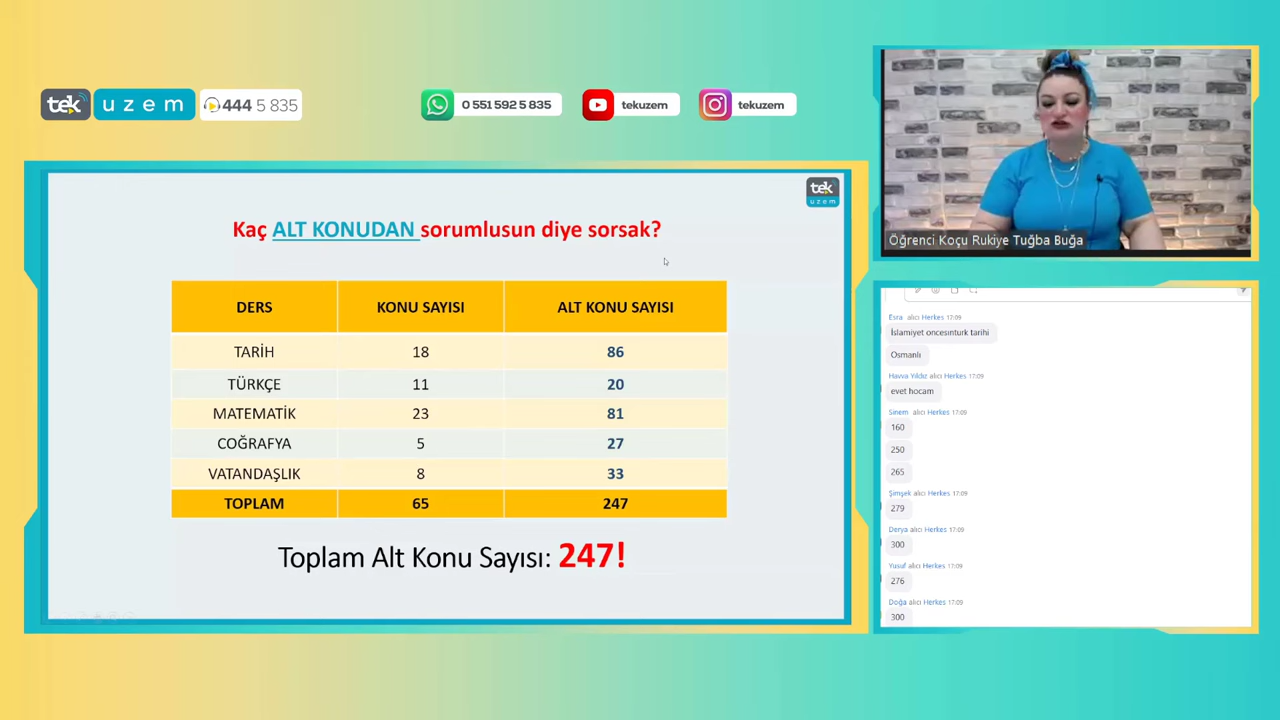 tek uzem 444 5 835
0 551 592 5 835
tekuzem
tekuzem
tek
uzem
Kaç ALT KONUDAN sorumlusun diye sorsak?
DERS KONU SAYISI ALT KONU SAYISI
TARİH 18 86
TÜRKÇE 11 20
MATEMATİK 23 81
COĞRAFYA 5 27
VATANDAŞLIK 8 33
TOPLAM 65 247
Toplam Alt Konu Sayısı: 247!
Öğrenci Koçu Rukiye Tuğba Buğa
Esra alıcı Herkes 17:09
İslamiyet oncesınturk tarihi
Osmanlı
Havva Yıldız alıcı Herkes 17:09
evet hocam
Sinem alıcı Herkes 17:09
160
250
265
Şimşek alıcı Herkes 17:09
279
Derya alıcı Herkes 17:09
300
Yusuf alıcı Herkes 17:09
276
Doğa alıcı Herkes 17:09
300